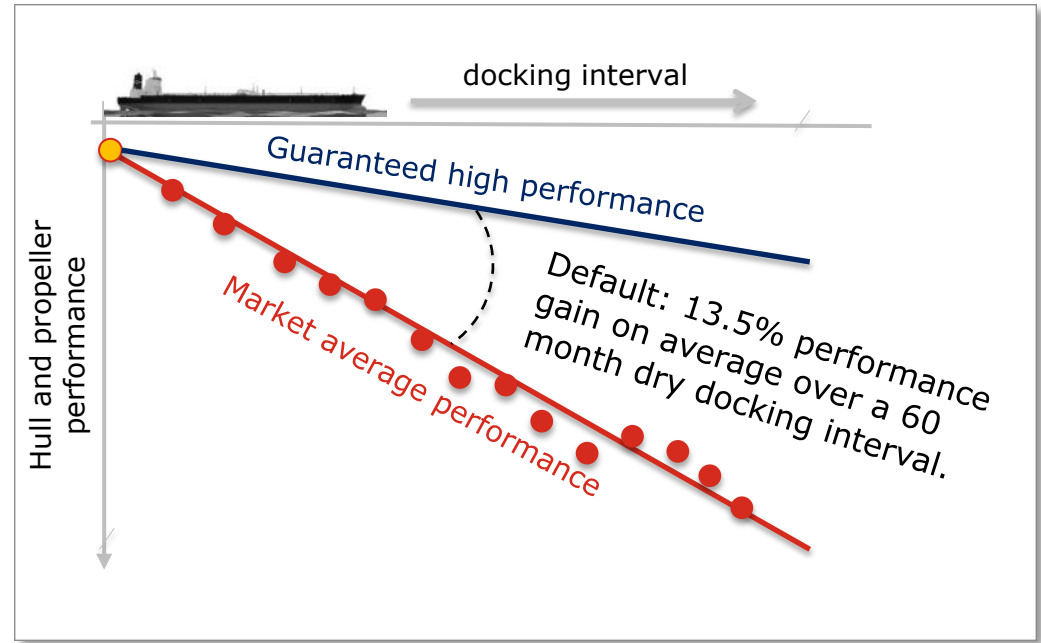 docking interval
Guaranteed high performance
Hull and propeller
performance
Market average performance
Default: 13.5% performance
gain on average over a 60
month dry docking interval.